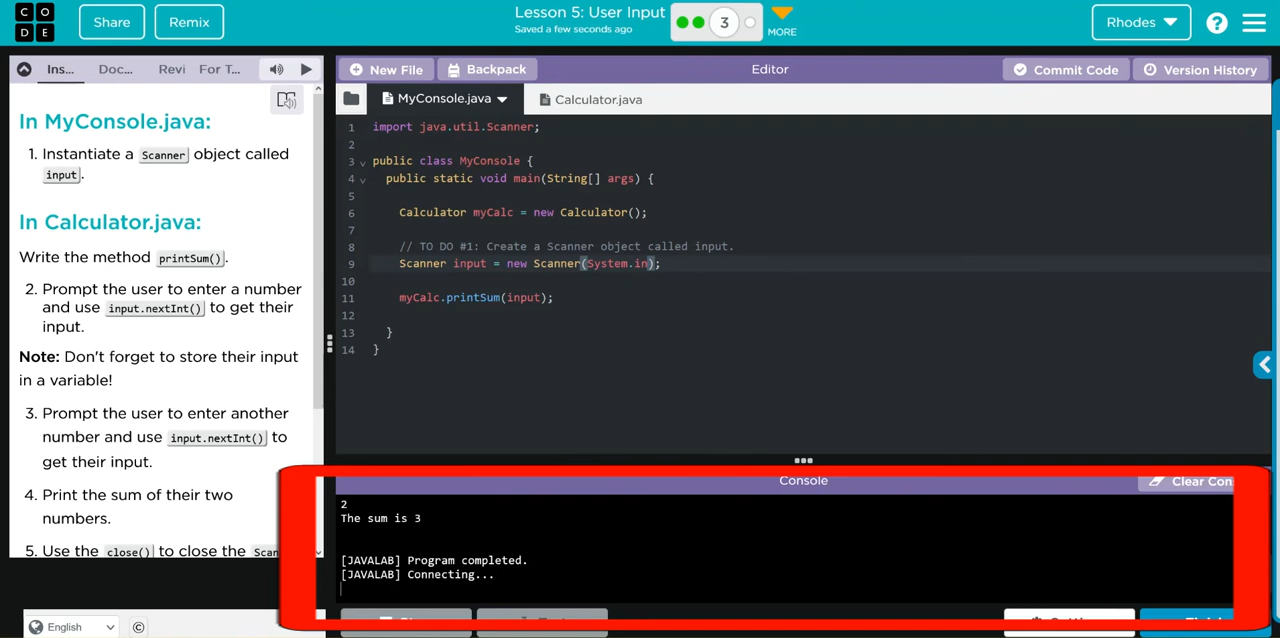 C O D E
Share
Remix
Lesson 5: User Input
Saved a few seconds ago
3
MORE
Rhodes
?
Ins...
Doc...
Revi
For T...
In MyConsole.java:
1. Instantiate a Scanner object called
input.
In Calculator.java:
Write the method printSum().
2. Prompt the user to enter a number
and use input.nextInt() to get their
input.
Note: Don't forget to store their input
in a variable!
3. Prompt the user to enter another
number and use input.nextInt() to
get their input.
4. Print the sum of their two
numbers.
5. Use the close() to close the Scan
English
©
New File
Backpack
Editor
Commit Code
Version History
MyConsole.java
Calculator.java
1 import java.util.Scanner;
2
3 public class MyConsole {
4 public static void main(String[] args) {
5
6 Calculator myCalc = new Calculator();
7
8 // TO DO #1: Create a Scanner object called input.
9 Scanner input = new Scanner(System.in);
10
11 myCalc.printSum(input);
12
13 }
14 }
Console
Clear Con
2
The sum is 3
[JAVALAB] Program completed.
[JAVALAB] Connecting...